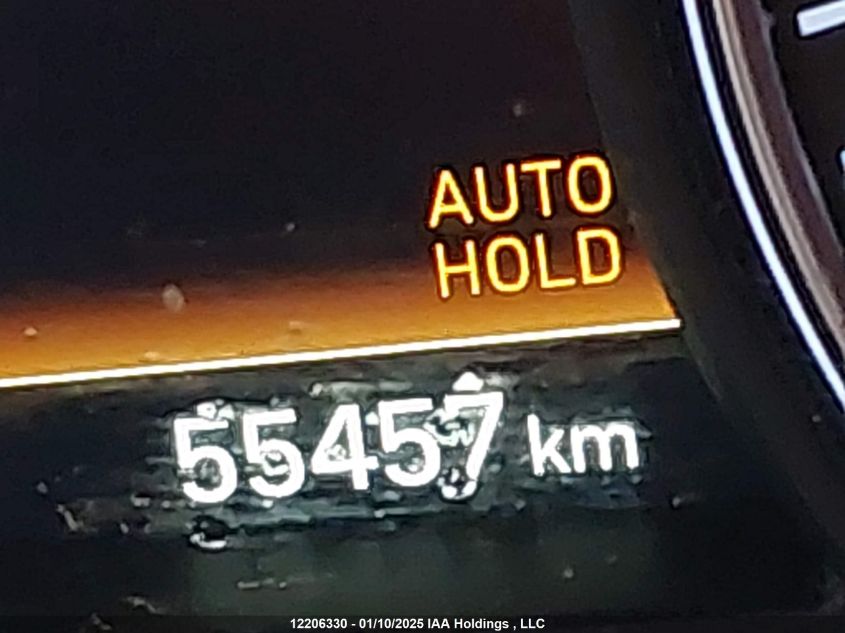 AUTO
HOLD
55457 km
12206330 - 01/10/2025 IAA Holdings , LLC